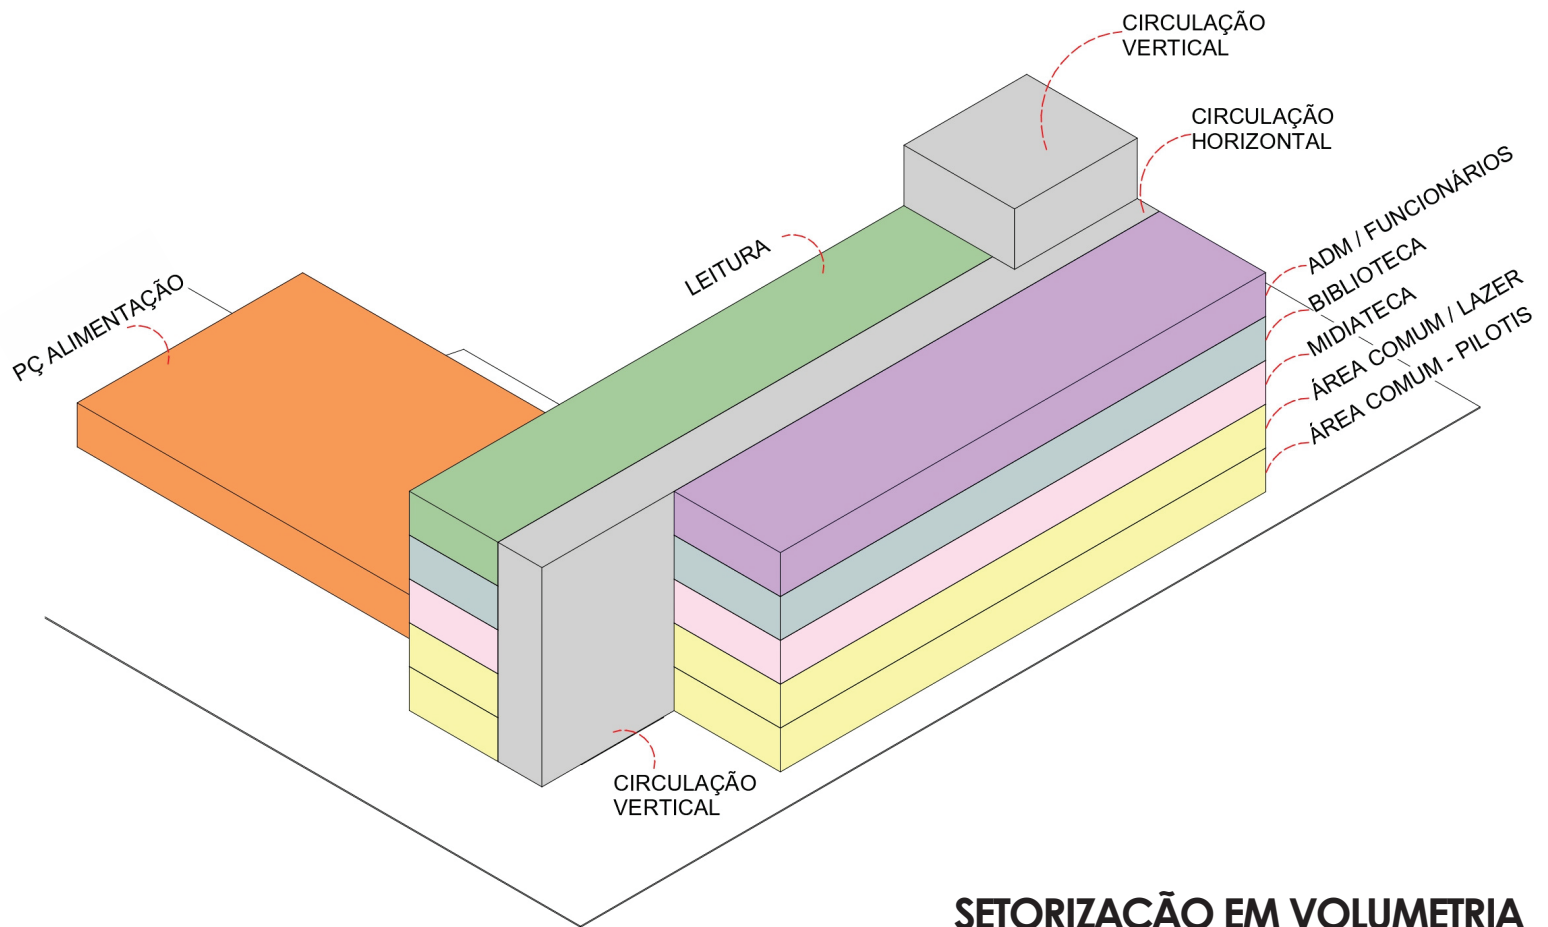 CIRCULAÇÃO
VERTICAL
CIRCULAÇÃO
HORIZONTAL
ADM / FUNCIONÁRIOS
BIBLIOTECA
MIDIATECA
ÁREA COMUM / LAZER
ÁREA COMUM - PILOTIS
LEITURA
PÇ ALIMENTAÇÃO
CIRCULAÇÃO
VERTICAL
SETORIZAÇÃO EM VOLUMETRIA